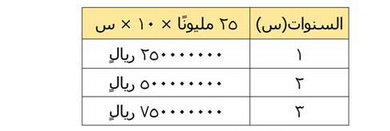 السنوات(س) ٢٥ مليونًا × ١٠ × س
١ ٢٥٠٠٠٠٠٠٠ ريالٍ
٢ ٥٠٠٠٠٠٠٠٠ ريالٍ
٣ ٧٥٠٠٠٠٠٠٠ ريالٍ